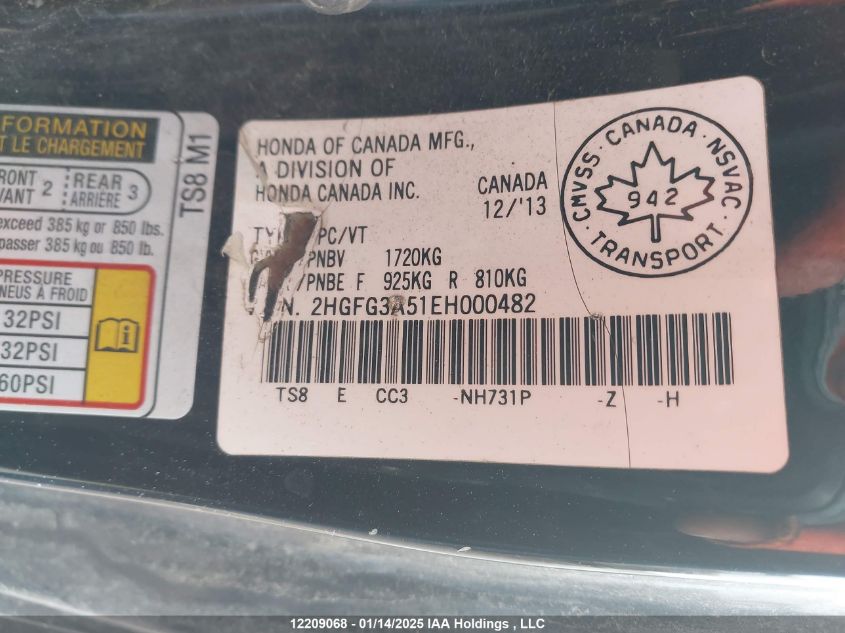 FORMATION
T LE CHARGEMENT
RONT 2 REAR 3
VANT ARRIÈRE
exceed 385 kg or 850 lbs.
passer 385 kg ou 850 lb.
PRESSURE
NEUS À FROID
32PSI
32PSI
60PSI
TS8 M1
HONDA OF CANADA MFG.,
A DIVISION OF
HONDA CANADA INC.
CANADA
12/'13
CMVSS · CANADA · NSVAC
942
· TRANSPORT ·
TY PC/VT
/PNBV 1720KG
/PNBE F 925KG R 810KG
N. 2HGFG3A51EH000482
TS8 E CC3 -NH731P -Z -H
12209068 - 01/14/2025 IAA Holdings , LLC